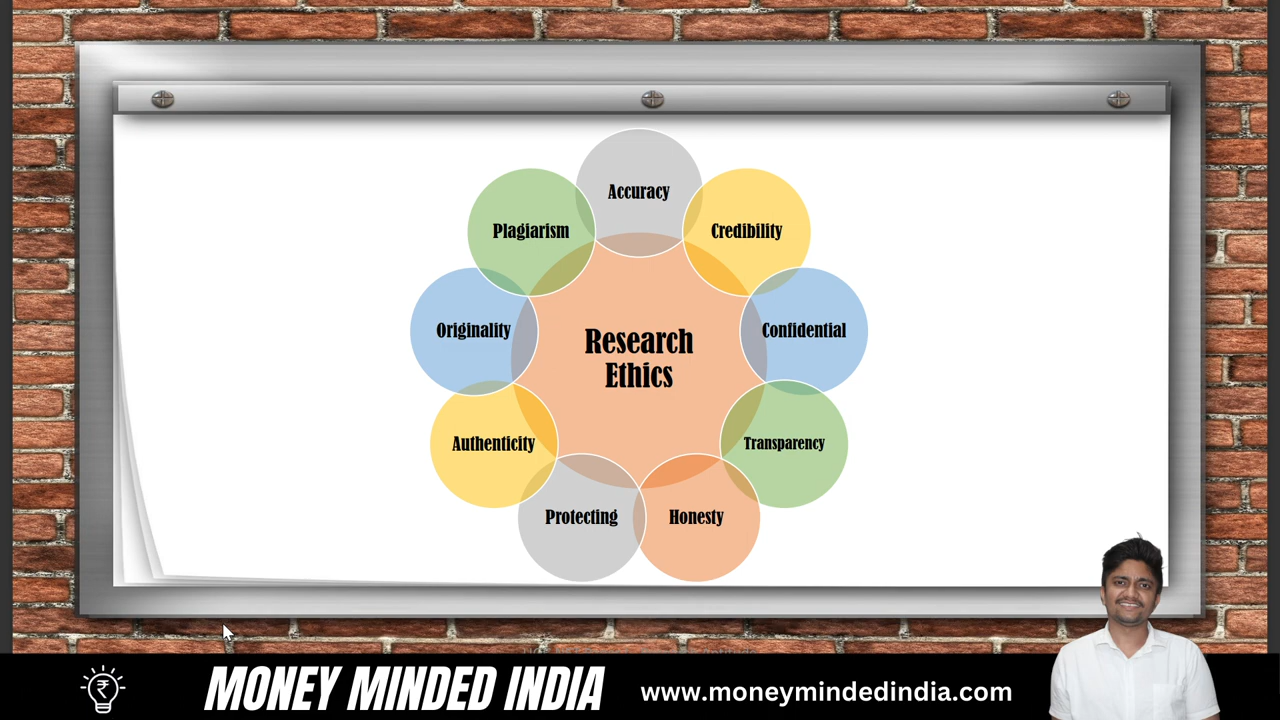 Accuracy
Plagiarism
Credibility
Originality
Confidential
Research
Ethics
Authenticity
Transparency
Protecting
Honesty
MONEY MINDED INDIA
www.moneymindedindia.com